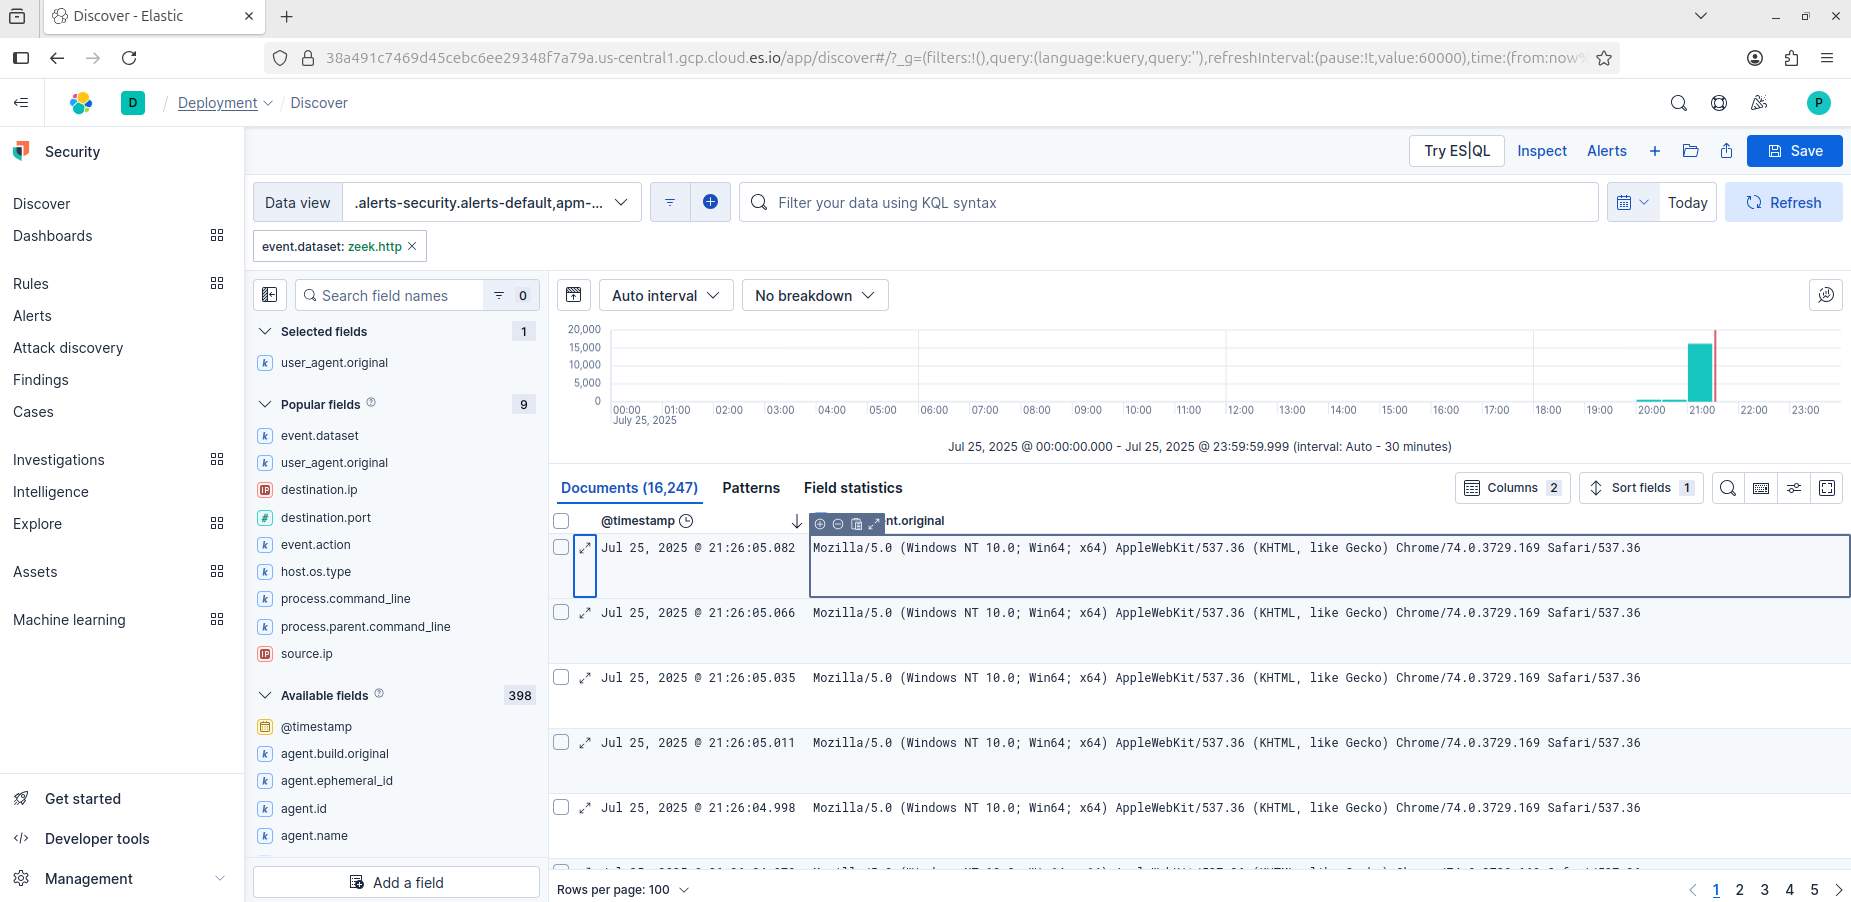 Discover - Elastic
38a491c7469d45cebc6ee29348f7a79a.us-central1.gcp.cloud.es.io/app/discover#/?_g=(filters:!(),query:(language:kuery,query:''),refreshInterval:(pause:!t,value:60000),time:(from:now%
D / Deployment / Discover P
Security
Discover
Dashboards
Rules
Alerts
Attack discovery
Findings
Cases
Investigations
Intelligence
Explore
Assets
Machine learning
Get started
Developer tools
Management
Try ES|QL Inspect Alerts Save
Data view .alerts-security.alerts-default,apm-... Filter your data using KQL syntax Today Refresh
event.dataset: zeek.http
Search field names 0
Selected fields 1
user_agent.original
Popular fields 9
event.dataset
user_agent.original
destination.ip
destination.port
event.action
host.os.type
process.command_line
process.parent.command_line
source.ip
Available fields 398
@timestamp
agent.build.original
agent.ephemeral_id
agent.id
agent.name
Add a field
Auto interval No breakdown
20,000
15,000
10,000
5,000
0
00:00 01:00 02:00 03:00 04:00 05:00 06:00 07:00 08:00 09:00 10:00 11:00 12:00 13:00 14:00 15:00 16:00 17:00 18:00 19:00 20:00 21:00 22:00 23:00
July 25, 2025
Jul 25, 2025 @ 00:00:00.000 - Jul 25, 2025 @ 23:59:59.999 (interval: Auto - 30 minutes)
Documents (16,247) Patterns Field statistics Columns 2 Sort fields 1
@timestamp nt.original
Jul 25, 2025 @ 21:26:05.082 Mozilla/5.0 (Windows NT 10.0; Win64; x64) AppleWebKit/537.36 (KHTML, like Gecko) Chrome/74.0.3729.169 Safari/537.36
Jul 25, 2025 @ 21:26:05.066 Mozilla/5.0 (Windows NT 10.0; Win64; x64) AppleWebKit/537.36 (KHTML, like Gecko) Chrome/74.0.3729.169 Safari/537.36
Jul 25, 2025 @ 21:26:05.035 Mozilla/5.0 (Windows NT 10.0; Win64; x64) AppleWebKit/537.36 (KHTML, like Gecko) Chrome/74.0.3729.169 Safari/537.36
Jul 25, 2025 @ 21:26:05.011 Mozilla/5.0 (Windows NT 10.0; Win64; x64) AppleWebKit/537.36 (KHTML, like Gecko) Chrome/74.0.3729.169 Safari/537.36
Jul 25, 2025 @ 21:26:04.998 Mozilla/5.0 (Windows NT 10.0; Win64; x64) AppleWebKit/537.36 (KHTML, like Gecko) Chrome/74.0.3729.169 Safari/537.36
Rows per page: 100 1 2 3 4 5